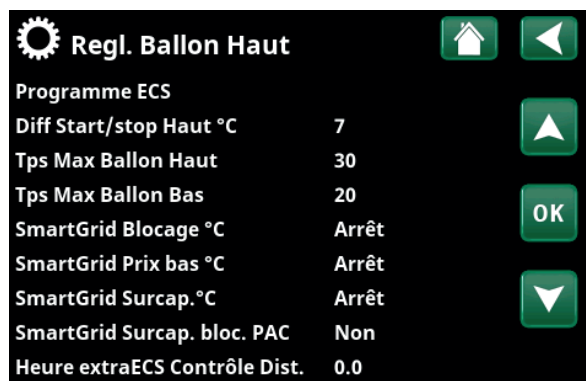 Regl. Ballon Haut
Programme ECS
Diff Start/stop Haut °C 7
Tps Max Ballon Haut 30
Tps Max Ballon Bas 20
OK
SmartGrid Blocage °C Arrêt
SmartGrid Prix bas °C Arrêt
SmartGrid Surcap.°C Arrêt
SmartGrid Surcap. bloc. PAC Non
Heure extraECS Contrôle Dist. 0.0